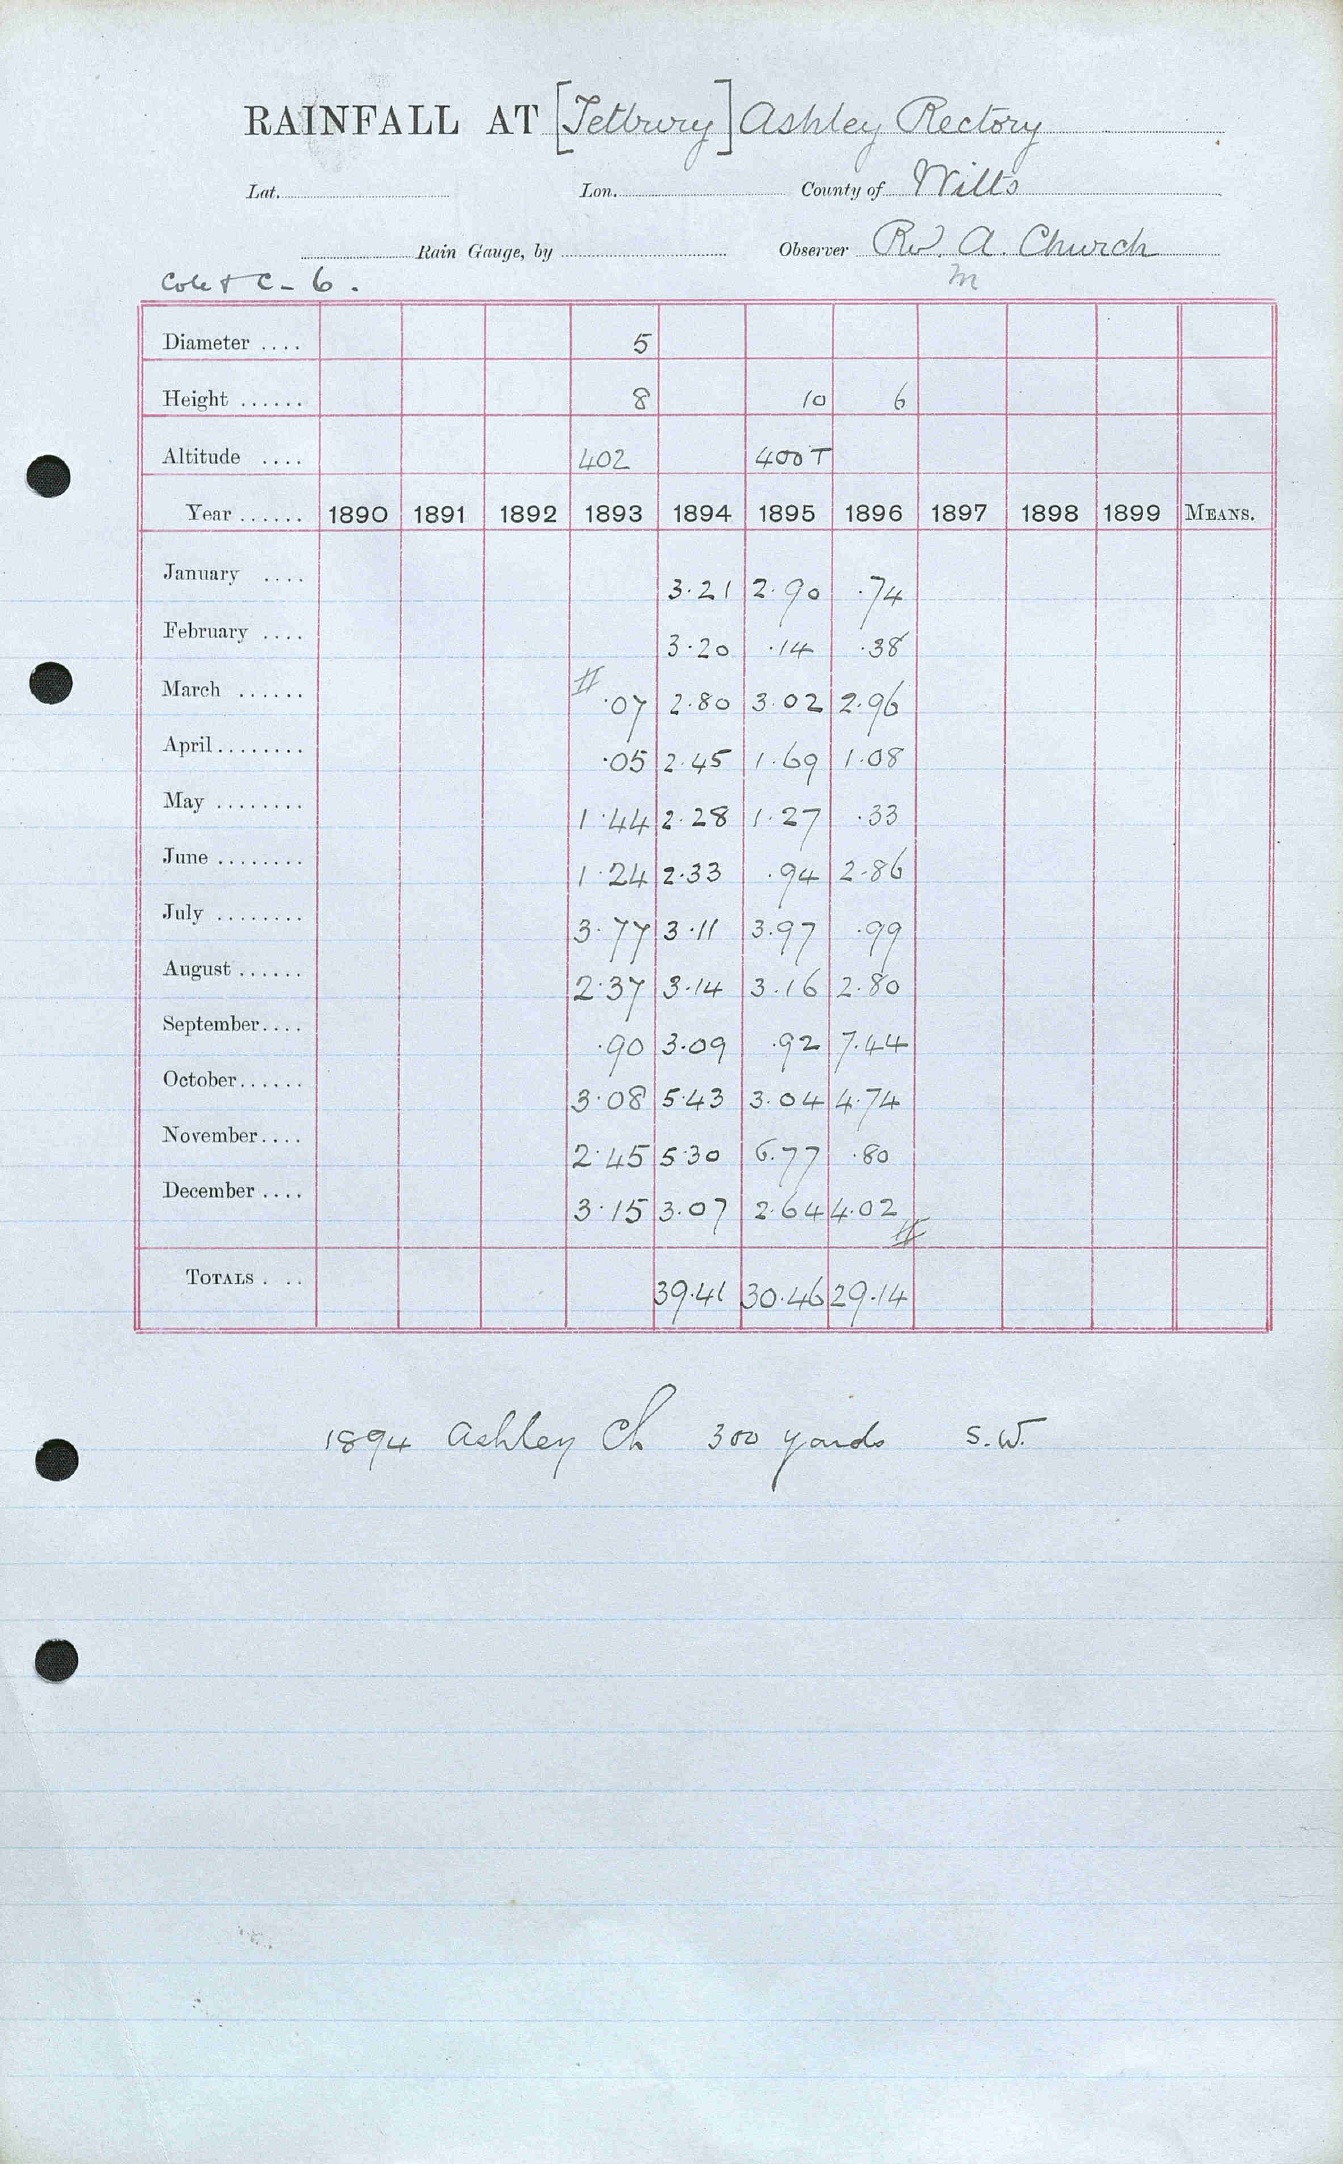 RAINFALL AT [Tetbury] Ashley Rectory
Lat. Lon. County of Wilts
Rain Gauge, by Observer Rev. A. Church
M
Diameter .... 5
Height ...... 8 10 6
Altitude .... 402 400 T
Year ...... 1890 1891 1892 1893 1894 1895 1896 1897 1898 1899 MEANS.
January .... 3.21 2.90 .74
February .... 3.20 .14 .38
March ...... # .07 2.80 3.02 2.96
April ........ .05 2.45 1.69 1.08
May ........ 1.44 2.28 1.27 .33
June ........ 1.24 2.33 .94 2.86
July ........ 3.77 3.11 3.97 .99
August ...... 2.37 3.14 3.16 2.80
September .... .90 3.09 .92 7.44
October ...... 3.08 5.43 3.04 4.74
November .... 2.45 5.30 6.77 .80
December .... 3.15 3.07 2.64 4.02 #
TOTALS . .. 39.41 30.46 29.14
1894 Ashley Ch 300 yards S.W.